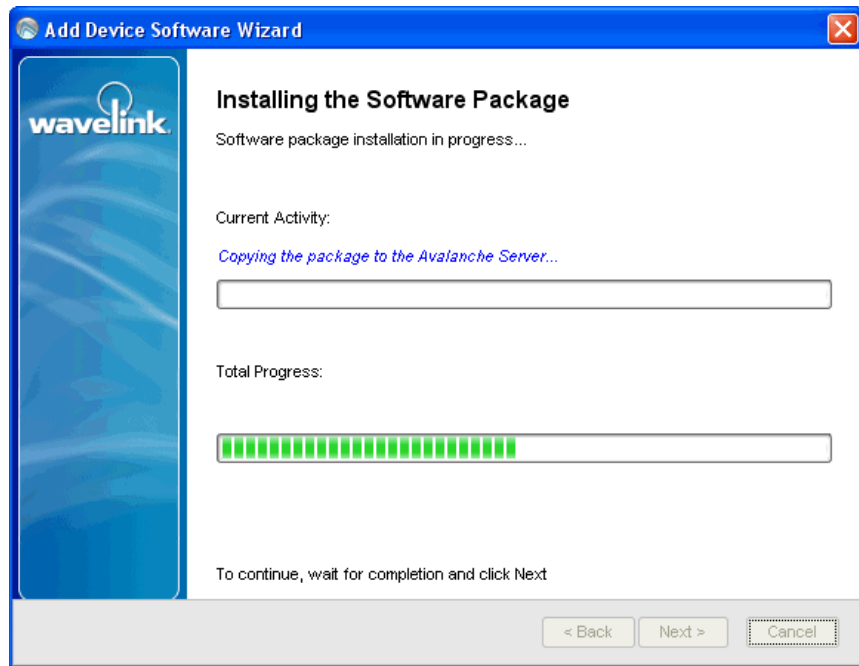 Add Device Software Wizard
wavelink.
Installing the Software Package
Software package installation in progress...
Current Activity:
Copying the package to the Avalanche Server...
Total Progress:
To continue, wait for completion and click Next
< Back
Next >
Cancel